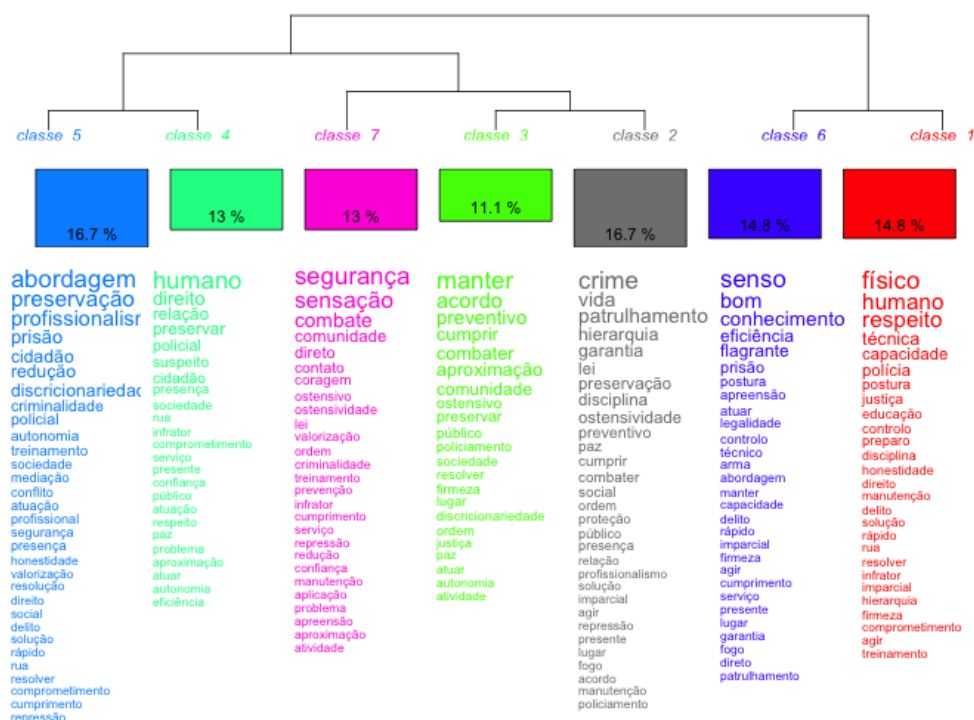 classe 5
classe 4
classe 7
classe 3
classe 2
classe 6
classe 1
16.7 %
13 %
13 %
11.1 %
16.7 %
14.8 %
14.8 %
abordagem
preservação
profissionalisr
prisão
cidadão
redução
discricionariedac
criminalidade
policial
autonomia
treinamento
sociedade
mediação
conflito
atuação
profissional
segurança
presença
honestidade
valorização
resolução
direito
social
delito
solução
rápido
rua
resolver
comprometimento
cumprimento
repressão
humano
direito
relação
preservar
policial
suspeito
cidadão
presença
sociedade
rua
infrator
comprometimento
serviço
presente
confiança
público
atuação
respeito
paz
problema
aproximação
atuar
autonomia
eficiência
segurança
sensação
combate
comunidade
direto
contato
coragem
ostensivo
ostensividade
lei
valorização
ordem
criminalidade
treinamento
prevenção
infrator
cumprimento
serviço
repressão
redução
confiança
manutenção
aplicação
problema
apreensão
aproximação
atividade
manter
acordo
preventivo
cumprir
combater
aproximação
comunidade
ostensivo
preservar
público
policiamento
sociedade
resolver
firmeza
lugar
discricionariedade
ordem
justiça
paz
atuar
autonomia
atividade
crime
vida
patrulhamento
hierarquia
garantia
lei
preservação
disciplina
ostensividade
preventivo
paz
cumprir
combater
social
ordem
proteção
público
presença
relação
profissionalismo
solução
imparcial
agir
repressão
presente
lugar
fogo
acordo
manutenção
policiamento
senso
bom
conhecimento
eficiência
flagrante
prisão
postura
apreensão
atuar
legalidade
controlo
técnico
arma
abordagem
manter
capacidade
delito
rápido
imparcial
firmeza
agir
cumprimento
serviço
presente
lugar
garantia
fogo
direto
patrulhamento
físico
humano
respeito
técnica
capacidade
polícia
postura
justiça
educação
controlo
preparo
disciplina
honestidade
direito
manutenção
delito
solução
rápido
rua
resolver
infrator
imparcial
hierarquia
firmeza
comprometimento
agir
treinamento